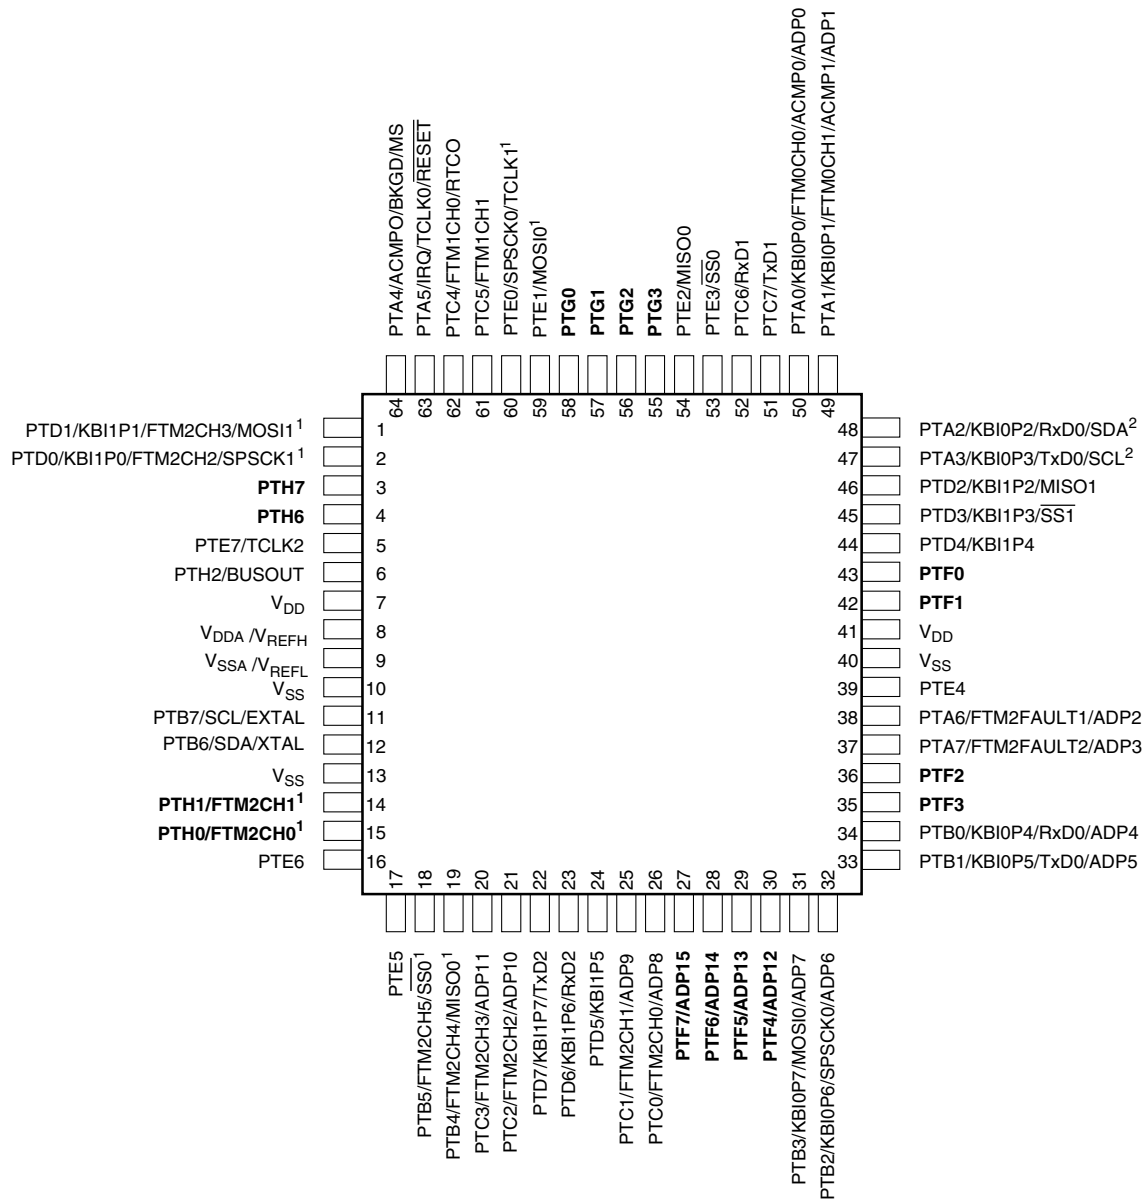 PTA4/ACMPO/BKGD/MS
PTA5/IRQ/TCLK0/RESET
PTC4/FTM1CH0/RTCO
PTC5/FTM1CH1
PTE0/SPSCK0/TCLK1¹
PTE1/MOSI0¹
PTG0
PTG1
PTG2
PTG3
PTE2/MISO0
PTE3/SS0
PTC6/RxD1
PTC7/TxD1
PTA0/KBI0P0/FTM0CH0/ACMP0/ADP0
PTA1/KBI0P1/FTM0CH1/ACMP1/ADP1
64 63 62 61 60 59 58 57 56 55 54 53 52 51 50 49
PTD1/KBI1P1/FTM2CH3/MOSI1¹ 1
PTD0/KBI1P0/FTM2CH2/SPSCK1¹ 2
PTH7 3
PTH6 4
PTE7/TCLK2 5
PTH2/BUSOUT 6
VDD 7
VDDA /VREFH 8
VSSA /VREFL 9
VSS 10
PTB7/SCL/EXTAL 11
PTB6/SDA/XTAL 12
VSS 13
PTH1/FTM2CH1¹ 14
PTH0/FTM2CH0¹ 15
PTE6 16
48 PTA2/KBI0P2/RxD0/SDA²
47 PTA3/KBI0P3/TxD0/SCL²
46 PTD2/KBI1P2/MISO1
45 PTD3/KBI1P3/SS1
44 PTD4/KBI1P4
43 PTF0
42 PTF1
41 VDD
40 VSS
39 PTE4
38 PTA6/FTM2FAULT1/ADP2
37 PTA7/FTM2FAULT2/ADP3
36 PTF2
35 PTF3
34 PTB0/KBI0P4/RxD0/ADP4
33 PTB1/KBI0P5/TxD0/ADP5
17 18 19 20 21 22 23 24 25 26 27 28 29 30 31 32
PTE5
PTB5/FTM2CH5/SS0¹
PTB4/FTM2CH4/MISO0¹
PTC3/FTM2CH3/ADP11
PTC2/FTM2CH2/ADP10
PTD7/KBI1P7/TxD2
PTD6/KBI1P6/RxD2
PTD5/KBI1P5
PTC1/FTM2CH1/ADP9
PTC0/FTM2CH0/ADP8
PTF7/ADP15
PTF6/ADP14
PTF5/ADP13
PTF4/ADP12
PTB3/KBI0P7/MOSI0/ADP7
PTB2/KBI0P6/SPSCK0/ADP6